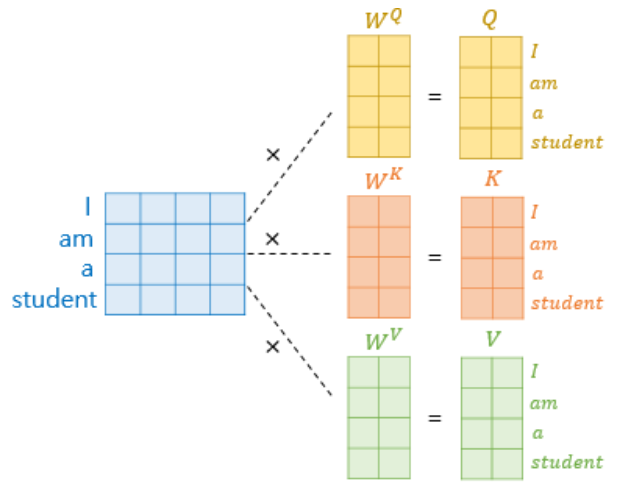 I
am
a
student
×
×
×
W^Q
=
Q
I
am
a
student
W^K
=
K
I
am
a
student
W^V
=
V
I
am
a
student